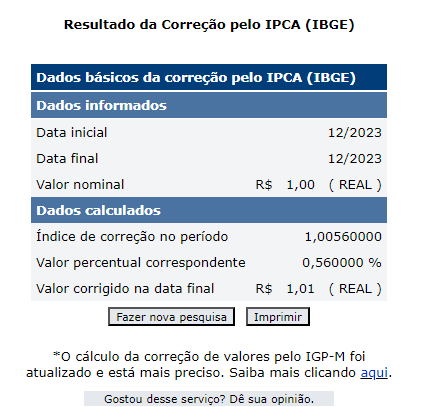 Resultado da Correção pelo IPCA (IBGE)
Dados básicos da correção pelo IPCA (IBGE)
Dados informados
Data inicial 12/2023
Data final 12/2023
Valor nominal R$ 1,00 ( REAL )
Dados calculados
Índice de correção no período 1,00560000
Valor percentual correspondente 0,560000 %
Valor corrigido na data final R$ 1,01 ( REAL )
Fazer nova pesquisa Imprimir
*O cálculo da correção de valores pelo IGP-M foi
atualizado e está mais preciso. Saiba mais clicando aqui.
Gostou desse serviço? Dê sua opinião.